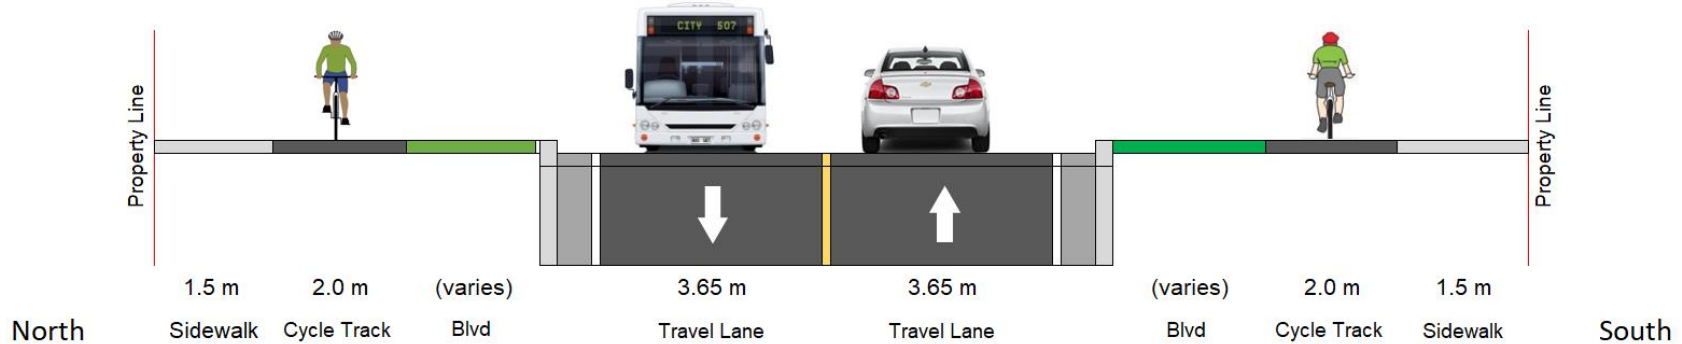 CITY 507
Property Line
Property Line
1.5 m
2.0 m
(varies)
3.65 m
3.65 m
(varies)
2.0 m
1.5 m
North
Sidewalk
Cycle Track
Blvd
Travel Lane
Travel Lane
Blvd
Cycle Track
Sidewalk
South